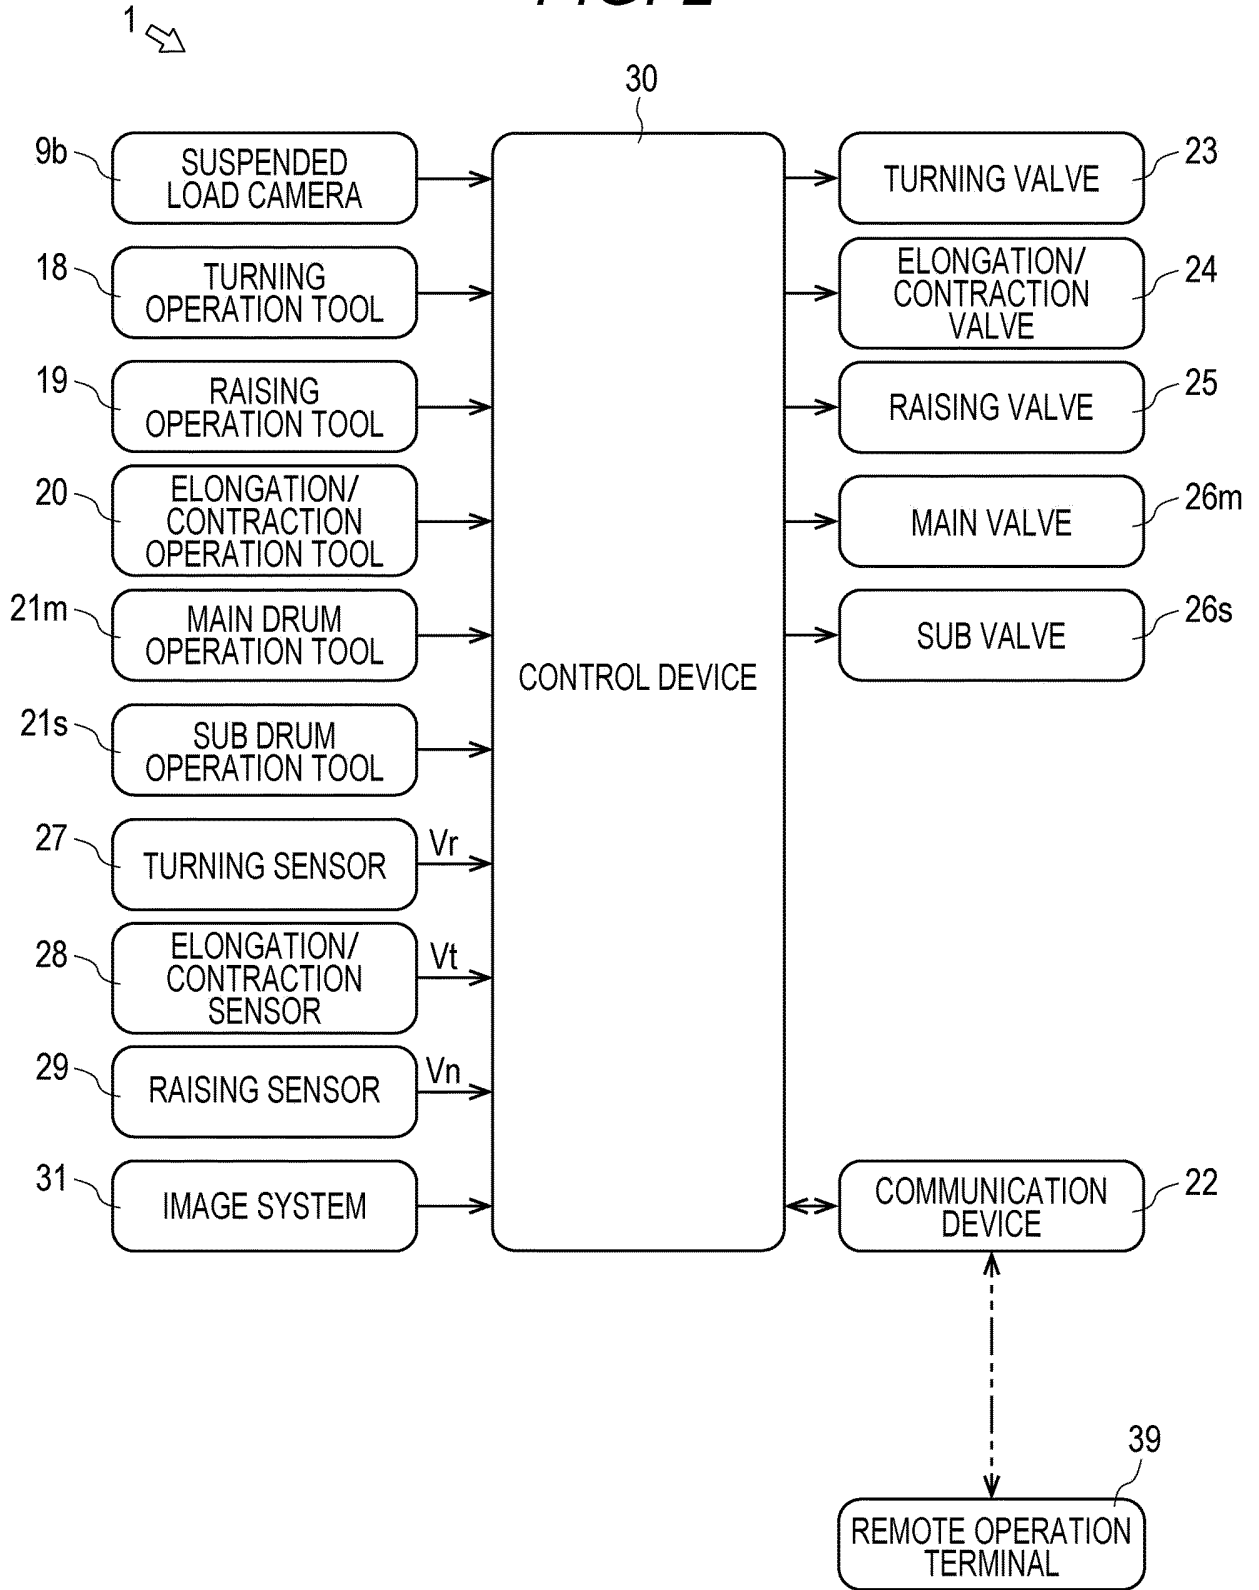 FIG. 2
1
30
9b
SUSPENDED
LOAD CAMERA
18
TURNING
OPERATION TOOL
19
RAISING
OPERATION TOOL
20
ELONGATION/
CONTRACTION
OPERATION TOOL
21m
MAIN DRUM
OPERATION TOOL
21s
SUB DRUM
OPERATION TOOL
27
TURNING SENSOR
Vr
28
ELONGATION/
CONTRACTION
SENSOR
Vt
29
RAISING SENSOR
Vn
31
IMAGE SYSTEM
CONTROL DEVICE
TURNING VALVE
23
ELONGATION/
CONTRACTION
VALVE
24
RAISING VALVE
25
MAIN VALVE
26m
SUB VALVE
26s
COMMUNICATION
DEVICE
22
39
REMOTE OPERATION
TERMINAL